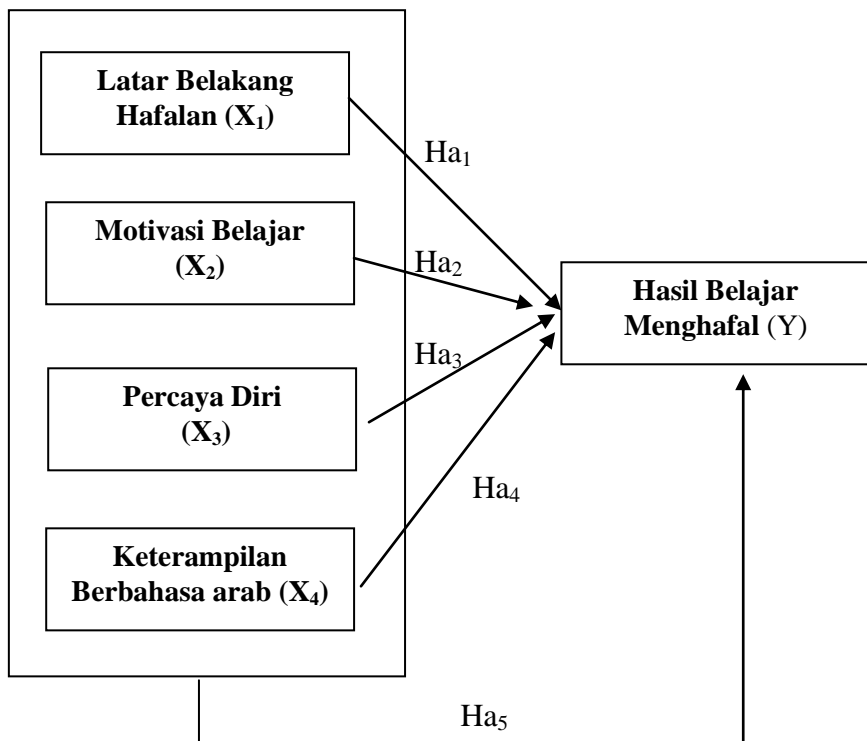 Latar Belakang
Hafalan (X₁)
Ha₁
Motivasi Belajar
(X₂)
Ha₂
Hasil Belajar
Menghafal (Y)
Ha₃
Percaya Diri
(X₃)
Ha₄
Keterampilan
Berbahasa arab (X₄)
Ha₅